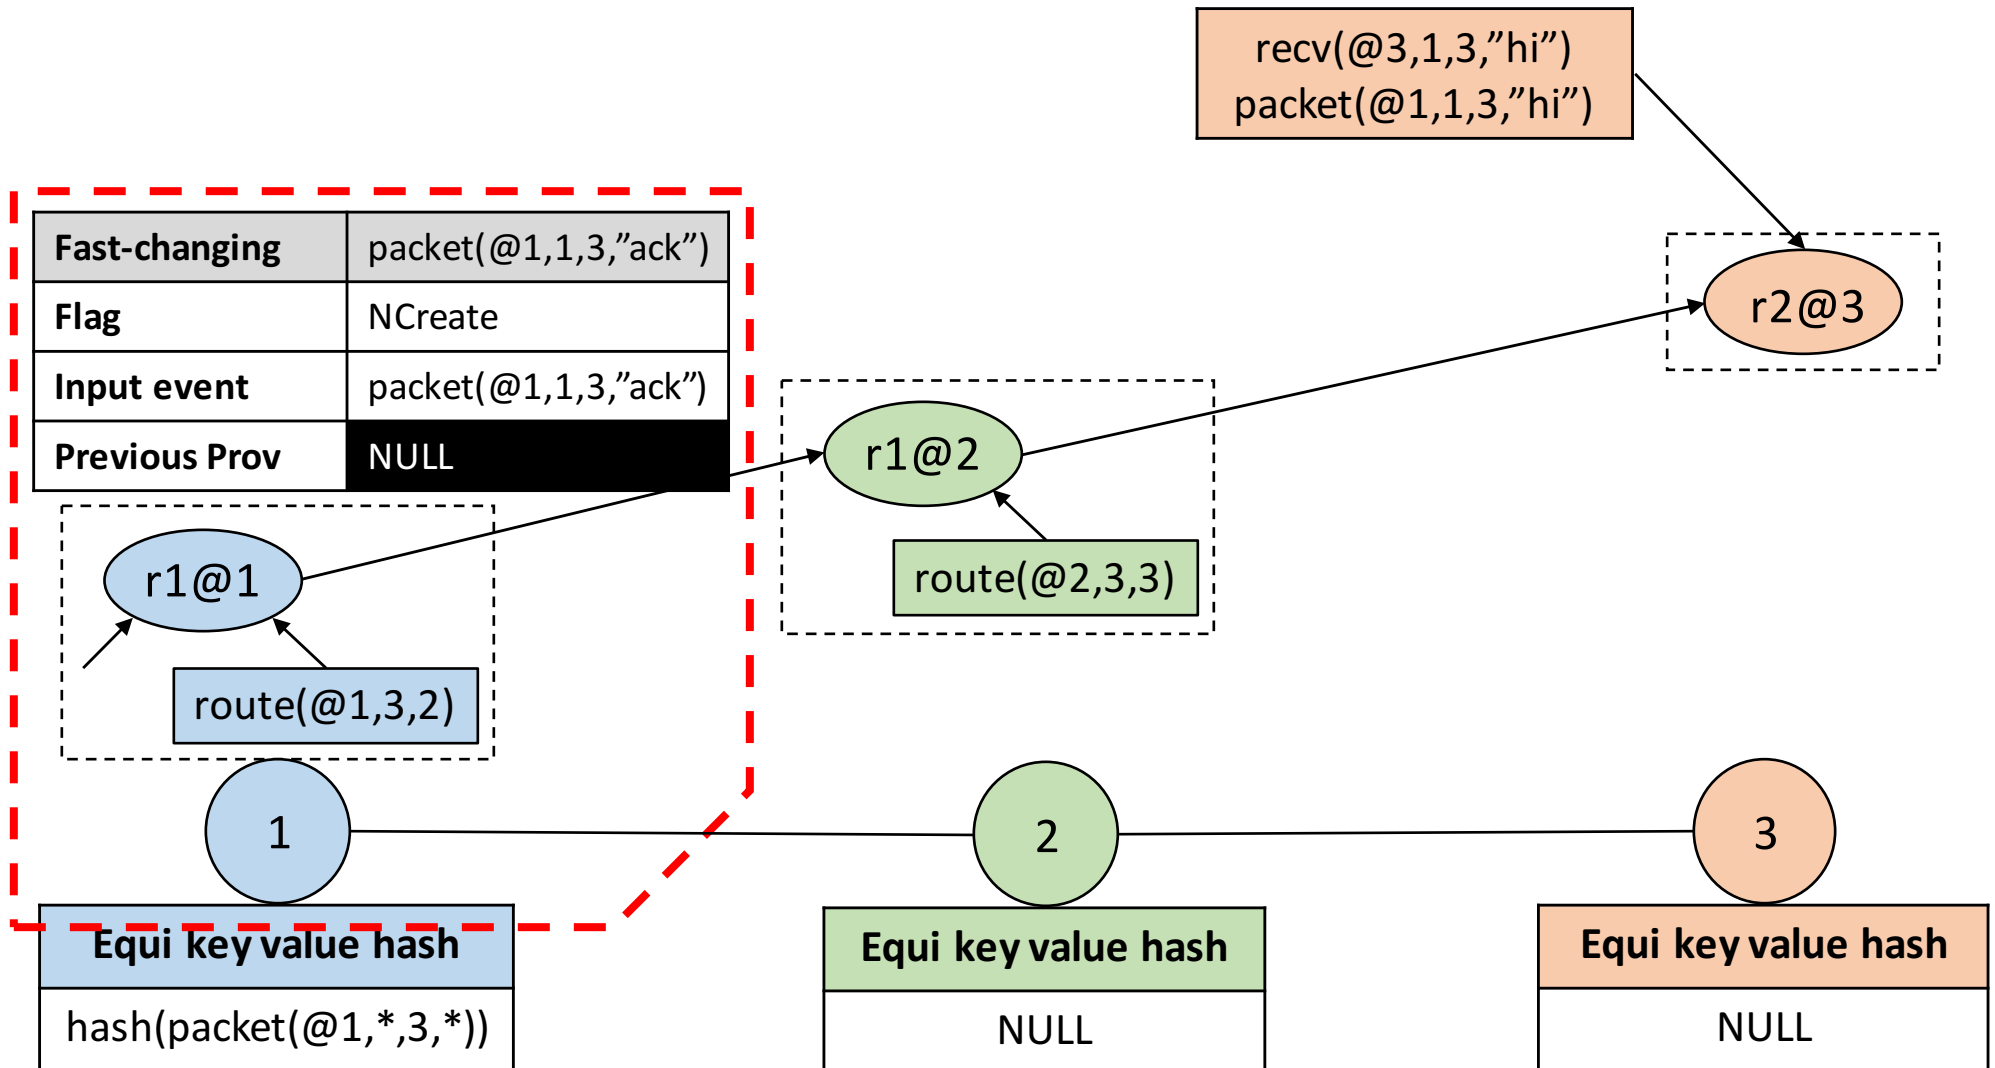 recv(@3,1,3,”hi”)
packet(@1,1,3,”hi”)
Fast-changing packet(@1,1,3,”ack”)
Flag NCreate
Input event packet(@1,1,3,”ack”)
Previous Prov NULL
r2@3
r1@2
route(@2,3,3)
r1@1
route(@1,3,2)
1
2
3
Equi key value hash
hash(packet(@1,*,3,*))
Equi key value hash
NULL
Equi key value hash
NULL